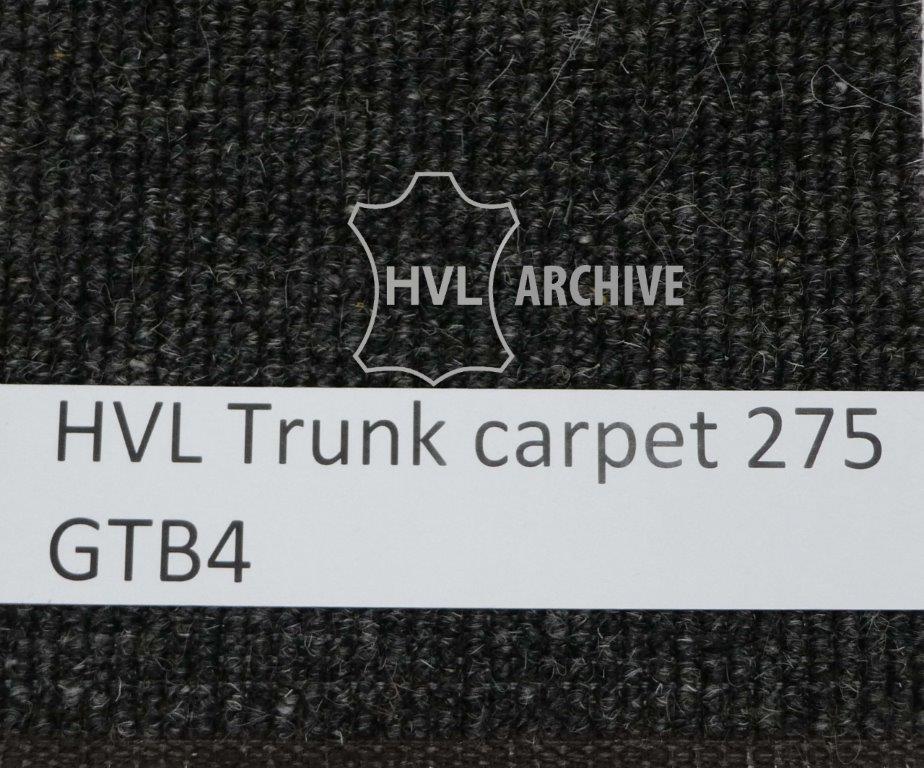 HVL ARCHIVE
HVL Trunk carpet 275
GTB4